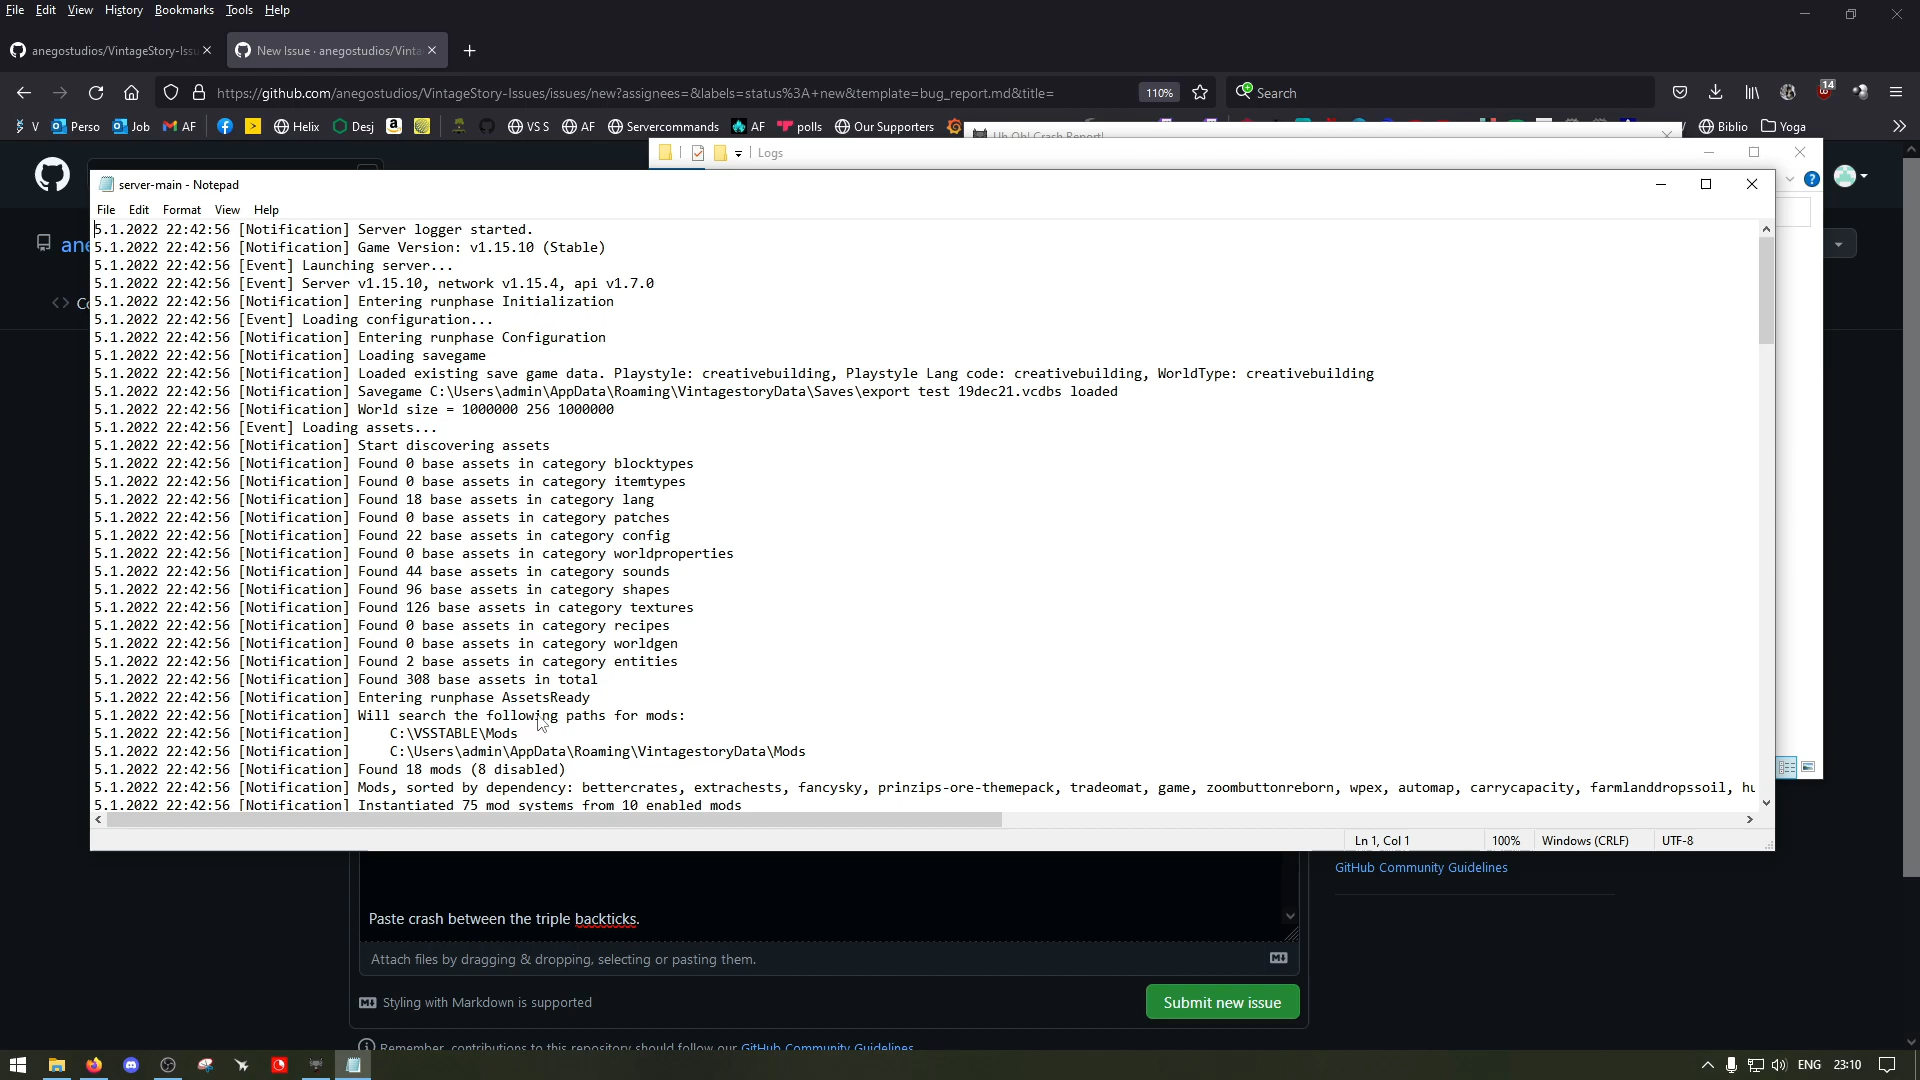 File Edit View History Bookmarks Tools Help
anegostudios/VintageStory-Issu
New Issue · anegostudios/Vinta
https://github.com/anegostudios/VintageStory-Issues/issues/new?assignees=&labels=status%3A+new&template=bug_report.md&title=
110%
Search
14
V Perso Job AF Helix Desj VS S AF Servercommands AF polls Our Supporters Biblio Yoga
Uh Oh! Crash Report!
Logs
server-main - Notepad
File Edit Format View Help
5.1.2022 22:42:56 [Notification] Server logger started.
5.1.2022 22:42:56 [Notification] Game Version: v1.15.10 (Stable)
5.1.2022 22:42:56 [Event] Launching server...
5.1.2022 22:42:56 [Event] Server v1.15.10, network v1.15.4, api v1.7.0
5.1.2022 22:42:56 [Notification] Entering runphase Initialization
5.1.2022 22:42:56 [Event] Loading configuration...
5.1.2022 22:42:56 [Notification] Entering runphase Configuration
5.1.2022 22:42:56 [Notification] Loading savegame
5.1.2022 22:42:56 [Notification] Loaded existing save game data. Playstyle: creativebuilding, Playstyle Lang code: creativebuilding, WorldType: creativebuilding
5.1.2022 22:42:56 [Notification] Savegame C:\Users\admin\AppData\Roaming\VintagestoryData\Saves\export test 19dec21.vcdbs loaded
5.1.2022 22:42:56 [Notification] World size = 1000000 256 1000000
5.1.2022 22:42:56 [Event] Loading assets...
5.1.2022 22:42:56 [Notification] Start discovering assets
5.1.2022 22:42:56 [Notification] Found 0 base assets in category blocktypes
5.1.2022 22:42:56 [Notification] Found 0 base assets in category itemtypes
5.1.2022 22:42:56 [Notification] Found 18 base assets in category lang
5.1.2022 22:42:56 [Notification] Found 0 base assets in category patches
5.1.2022 22:42:56 [Notification] Found 22 base assets in category config
5.1.2022 22:42:56 [Notification] Found 0 base assets in category worldproperties
5.1.2022 22:42:56 [Notification] Found 44 base assets in category sounds
5.1.2022 22:42:56 [Notification] Found 96 base assets in category shapes
5.1.2022 22:42:56 [Notification] Found 126 base assets in category textures
5.1.2022 22:42:56 [Notification] Found 0 base assets in category recipes
5.1.2022 22:42:56 [Notification] Found 0 base assets in category worldgen
5.1.2022 22:42:56 [Notification] Found 2 base assets in category entities
5.1.2022 22:42:56 [Notification] Found 308 base assets in total
5.1.2022 22:42:56 [Notification] Entering runphase AssetsReady
5.1.2022 22:42:56 [Notification] Will search the following paths for mods:
5.1.2022 22:42:56 [Notification]     C:\VSSTABLE\Mods
5.1.2022 22:42:56 [Notification]     C:\Users\admin\AppData\Roaming\VintagestoryData\Mods
5.1.2022 22:42:56 [Notification] Found 18 mods (8 disabled)
5.1.2022 22:42:56 [Notification] Mods, sorted by dependency: bettercrates, extrachests, fancysky, prinzips-ore-themepack, tradeomat, game, zoombuttonreborn, wpex, automap, carrycapacity, farmlanddropssoil, hu
5.1.2022 22:42:56 [Notification] Instantiated 75 mod systems from 10 enabled mods
Ln 1, Col 1 100% Windows (CRLF) UTF-8
ane
Co
GitHub Community Guidelines
Paste crash between the triple backticks.
Attach files by dragging & dropping, selecting or pasting them.
Styling with Markdown is supported
Submit new issue
Remember, contributions to this repository should follow our GitHub Community Guidelines
ENG 23:10